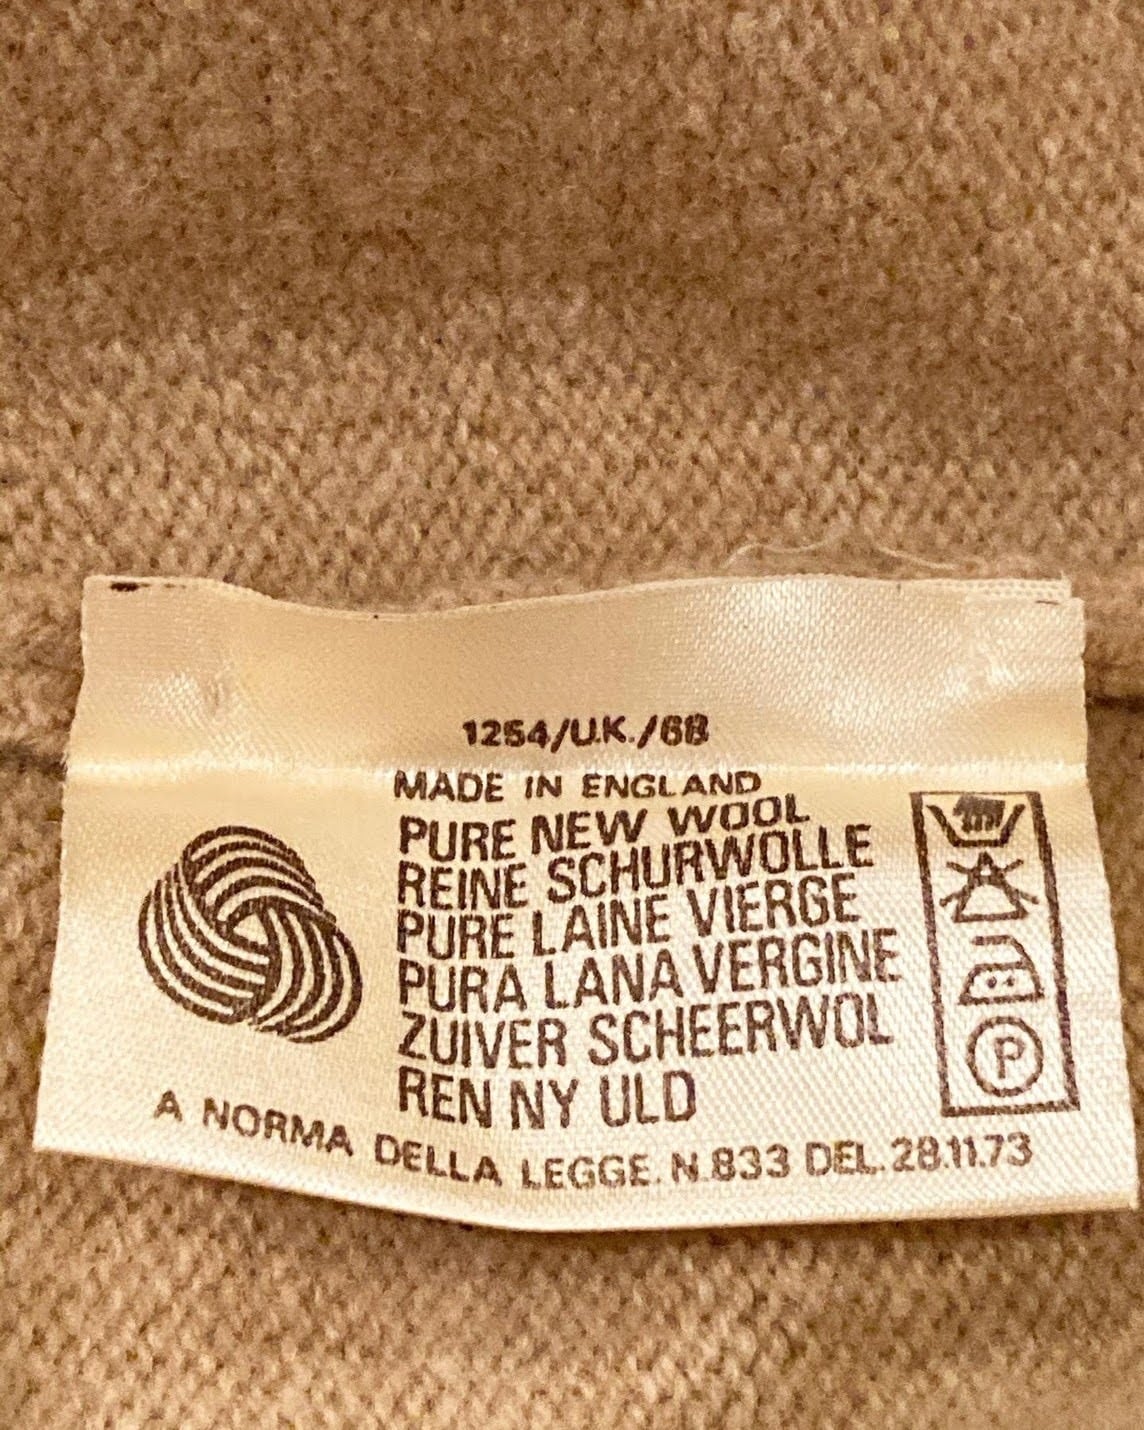 1254/U.K./68
MADE IN ENGLAND
PURE NEW WOOL
REINE SCHURWOLLE
PURE LAINE VIERGE
PURA LANA VERGINE
ZUIVER SCHEERWOL
REN NY ULD
A NORMA DELLA LEGGE. N.833 DEL. 28.11.73
P